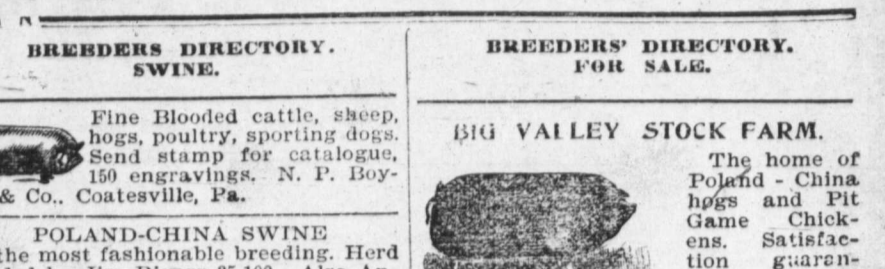 BREEDERS DIRECTORY.
SWINE.
Fine Blooded cattle, sheep,
hogs, poultry, sporting dogs.
Send stamp for catalogue,
150 engravings. N. P. Boy-
& Co.. Coatesville, Pa.
POLAND-CHINA SWINE
the most fashionable breeding. Herd
BREEDERS' DIRECTORY.
FOR SALE.
BIG VALLEY STOCK FARM.
The home of
Poland - China
hogs and Pit
Game Chick-
ens. Satisfac-
tion guaran-